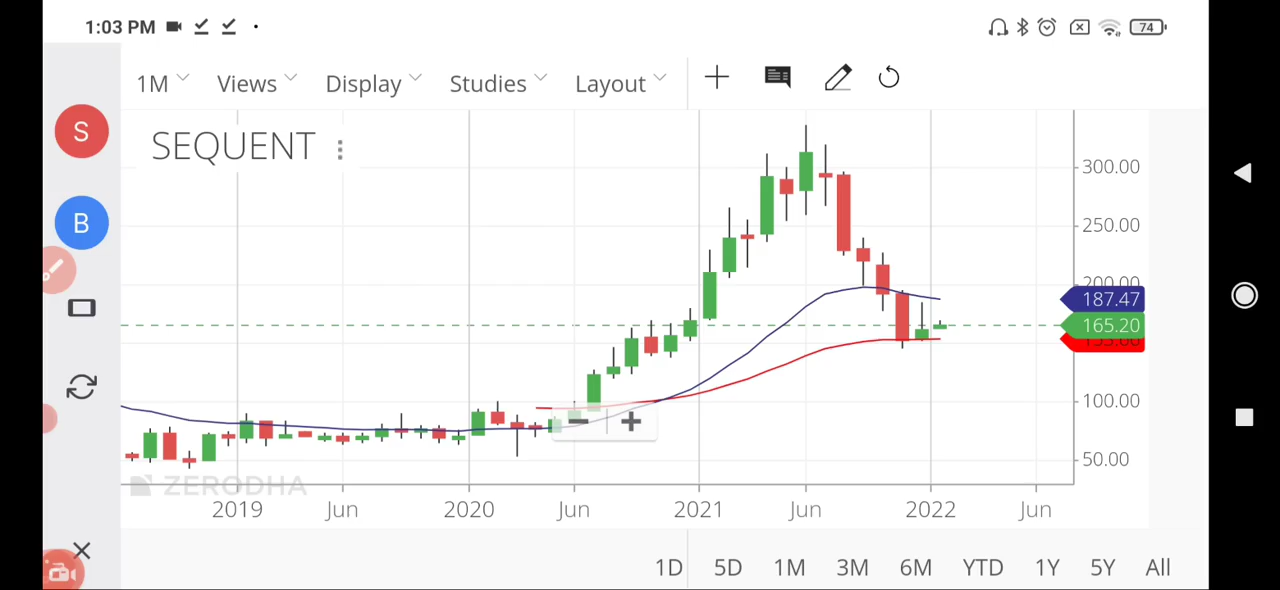 1:03 PM
74
1M Views Display Studies Layout
S
SEQUENT
B
300.00
250.00
200.00
187.47
165.20
100.00
50.00
ZERODHA
2019 Jun 2020 Jun 2021 Jun 2022 Jun
1D 5D 1M 3M 6M YTD 1Y 5Y All